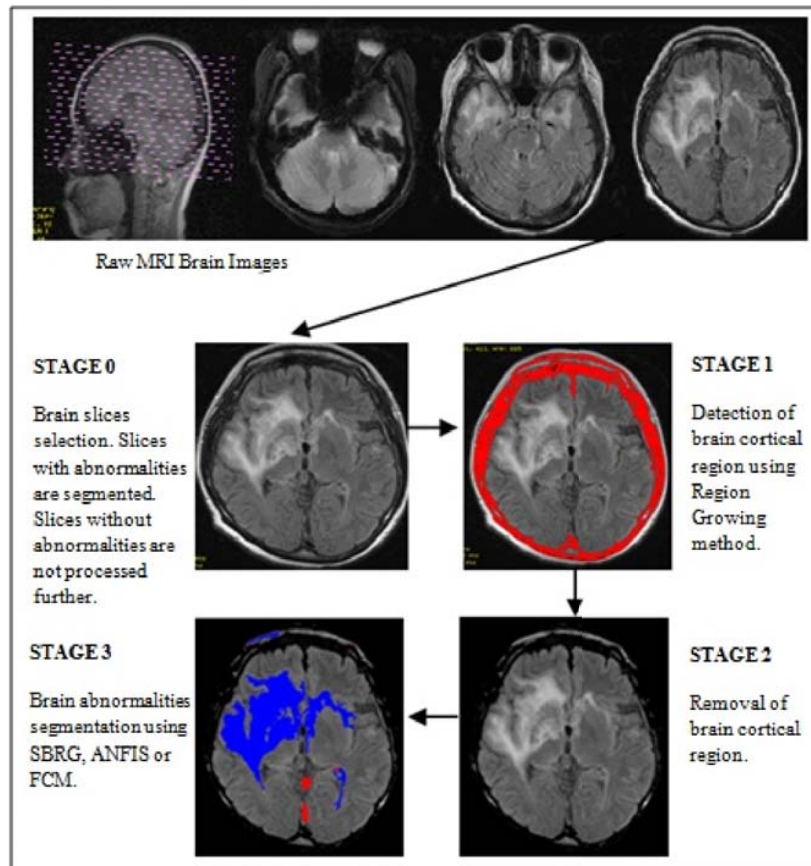 Raw MRI Brain Images
STAGE 0
Brain slices
selection. Slices
with abnormalities
are segmented.
Slices without
abnormalities are
not processed
further.
STAGE 1
Detection of
brain cortical
region using
Region
Growing
method.
STAGE 3
Brain abnormalities
segmentation using
SBRG, ANFIS or
FCM.
STAGE 2
Removal of
brain cortical
region.